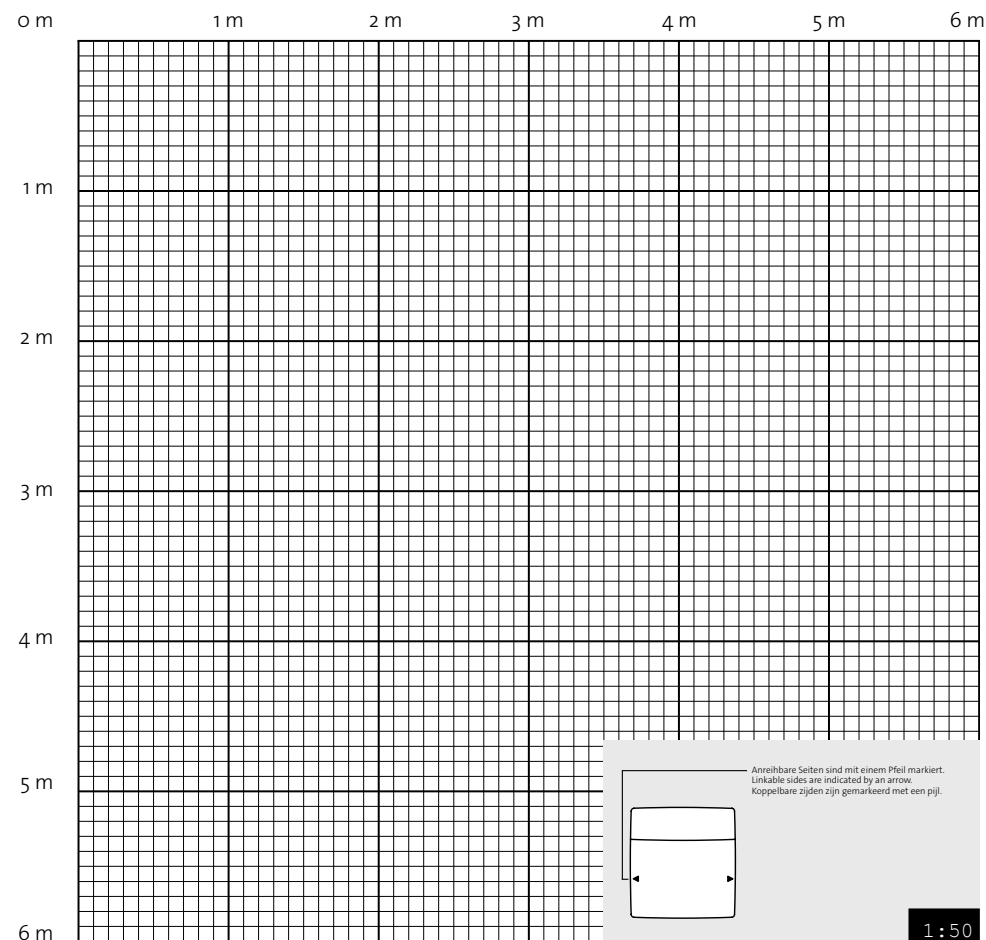 0 m 1 m 2 m 3 m 4 m 5 m 6 m
1 m
2 m
3 m
4 m
5 m
6 m
Anreihbare Seiten sind mit einem Pfeil markiert.
Linkable sides are indicated by an arrow.
Koppelbare zijden zijn gemarkeerd met een pijl.
1:50